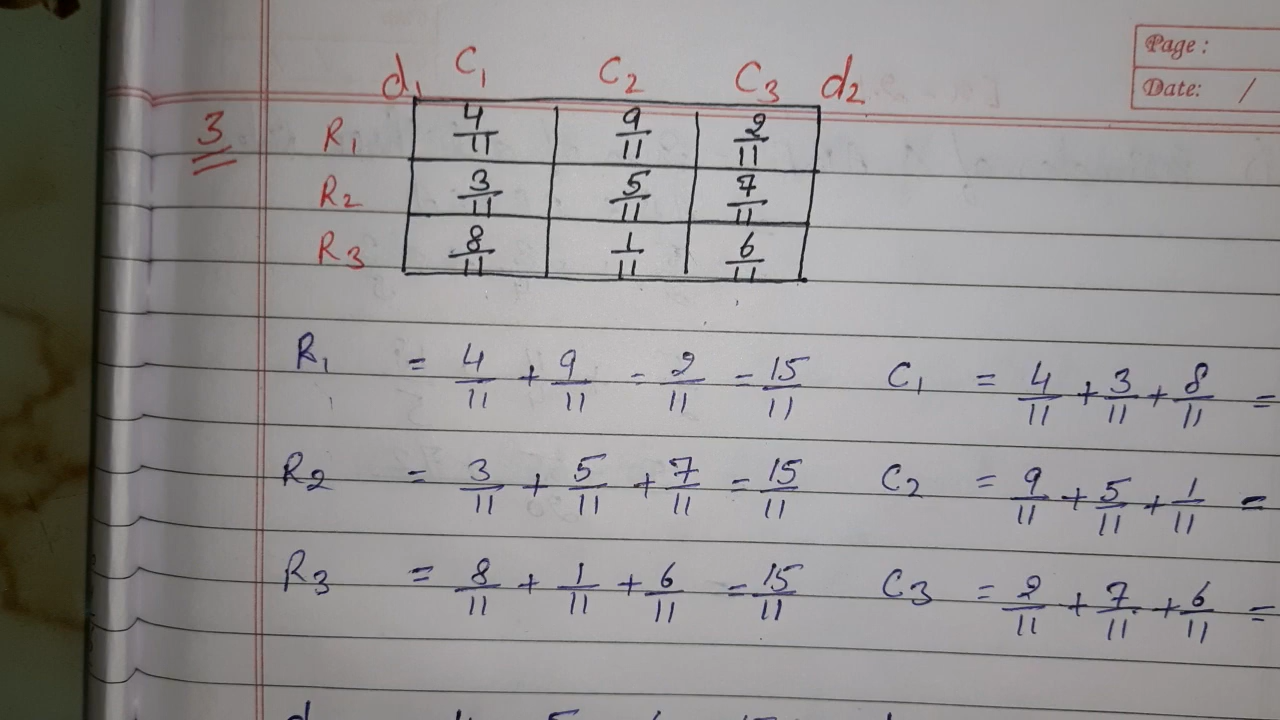 Page :
Date: /
d₁ C₁ C₂ C₃ d₂
3 R₁ 4/11 9/11 2/11
R₂ 3/11 5/11 7/11
R₃ 8/11 1/11 6/11
R₁ = 4/11 + 9/11 - 2/11 = 15/11 C₁ = 4/11 + 3/11 + 8/11 =
R₂ = 3/11 + 5/11 + 7/11 = 15/11 C₂ = 9/11 + 5/11 + 1/11 =
R₃ = 8/11 + 1/11 + 6/11 = 15/11 C₃ = 2/11 + 7/11 + 6/11 =